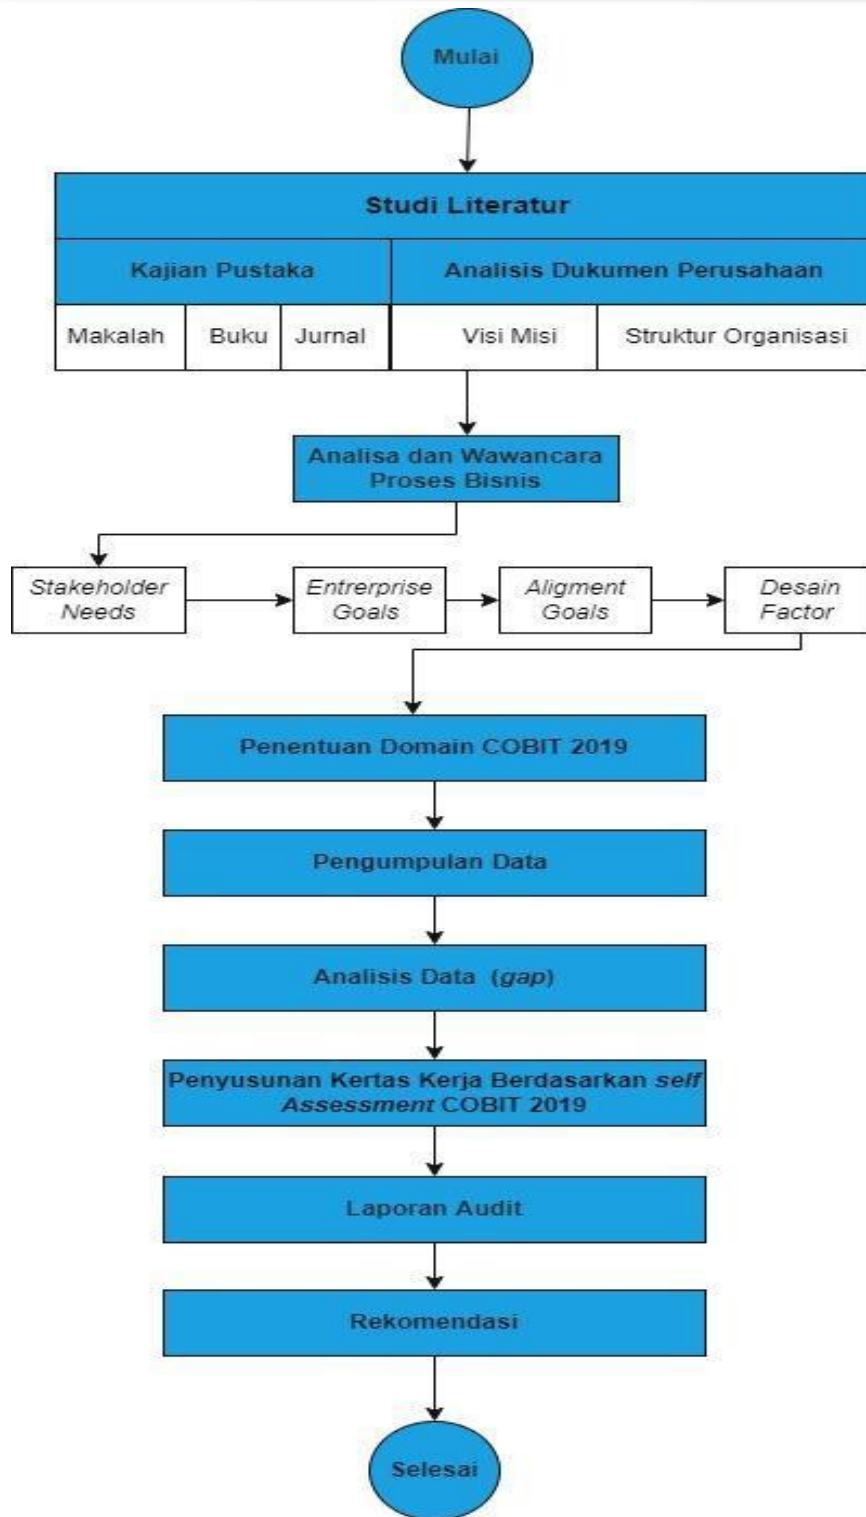 Mulai
Studi Literatur
Kajian Pustaka
Analisis Dokumen Perusahaan
Makalah
Buku
Jurnal
Visi Misi
Struktur Organisasi
Analisa dan Wawancara
Proses Bisnis
Stakeholder
Needs
Entrerprise
Goals
Aligment
Goals
Desain
Factor
Penentuan Domain COBIT 2019
Pengumpulan Data
Analisis Data (gap)
Penyusunan Kertas Kerja Berdasarkan self
Assessment COBIT 2019
Laporan Audit
Rekomendasi
Selesai